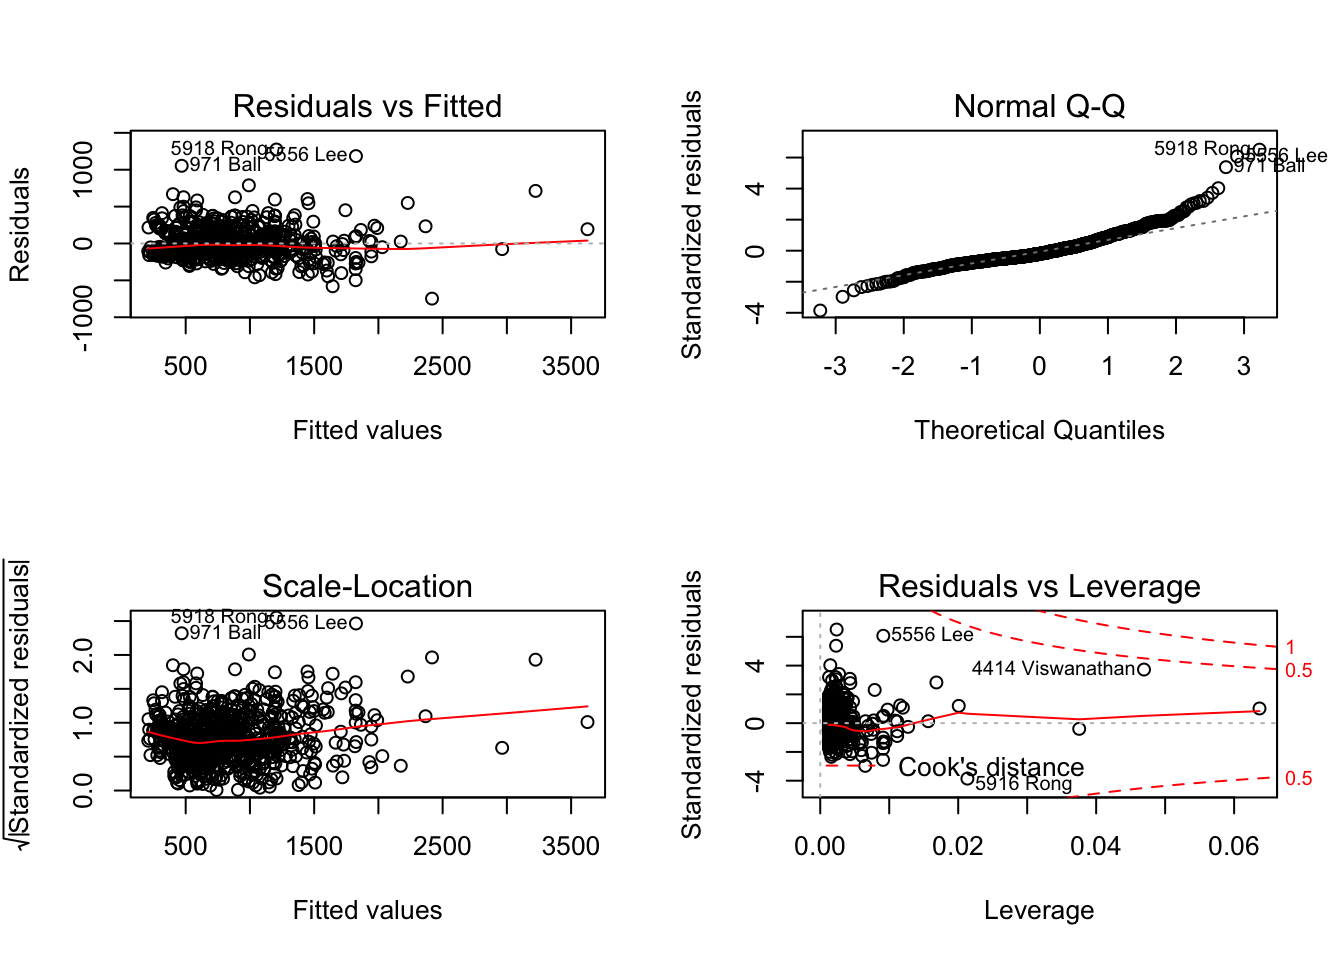 Residuals vs Fitted
Residuals
1000
0
-1000
5918 Rong
5556 Lee
971 Ball
500
1500
2500
3500
Fitted values
Normal Q-Q
Standardized residuals
4
0
-4
5918 Rong
5556 Lee
971 Ball
-3
-2
-1
0
1
2
3
Theoretical Quantiles
Scale-Location
√|Standardized residuals|
2.0
1.0
0.0
5918 Rong
5556 Lee
971 Ball
500
1500
2500
3500
Fitted values
Residuals vs Leverage
Standardized residuals
4
0
-4
5556 Lee
4414 Viswanathan
Cook's distance
5916 Rong
1
0.5
0.5
0.00
0.02
0.04
0.06
Leverage